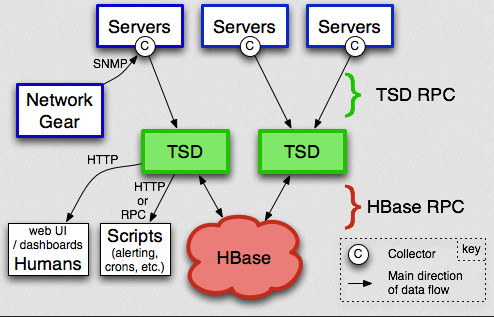 Servers
Servers
Servers
C
C
C
SNMP
Network
Gear
TSD RPC
TSD
TSD
HTTP
HTTP
or
RPC
HBase RPC
web UI
/ dashboards
Humans
Scripts
(alerting,
crons, etc.)
HBase
key
C
Collector
Main direction
of data flow